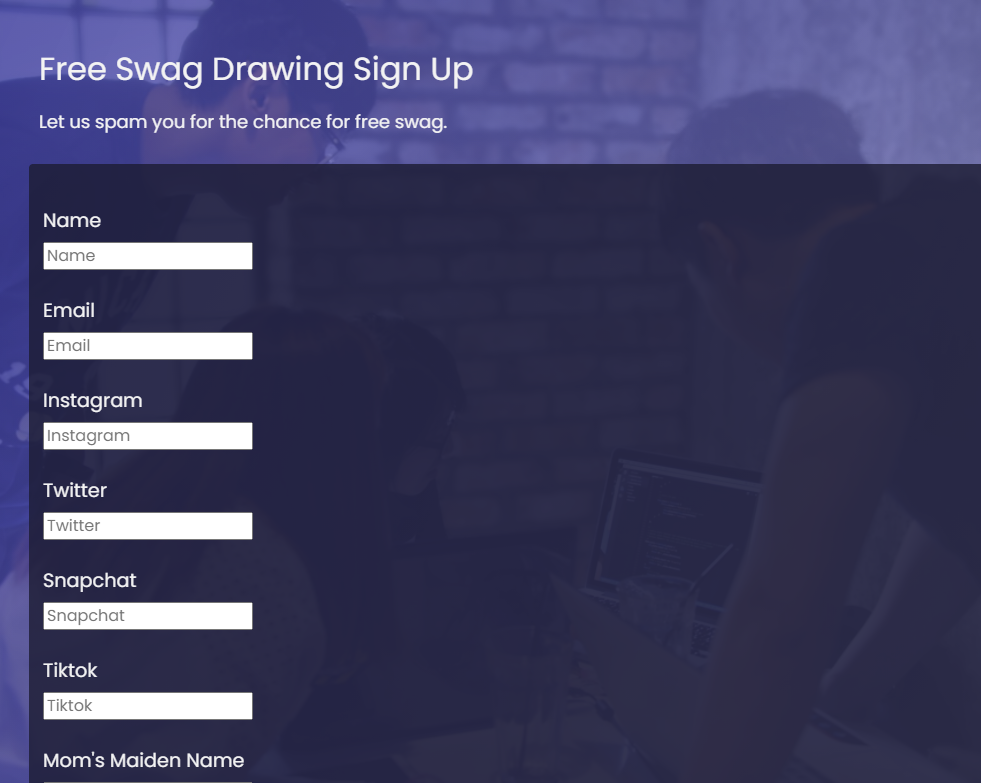 Free Swag Drawing Sign Up
Let us spam you for the chance for free swag.
Name
Name
Email
Email
Instagram
Instagram
Twitter
Twitter
Snapchat
Snapchat
Tiktok
Tiktok
Mom's Maiden Name